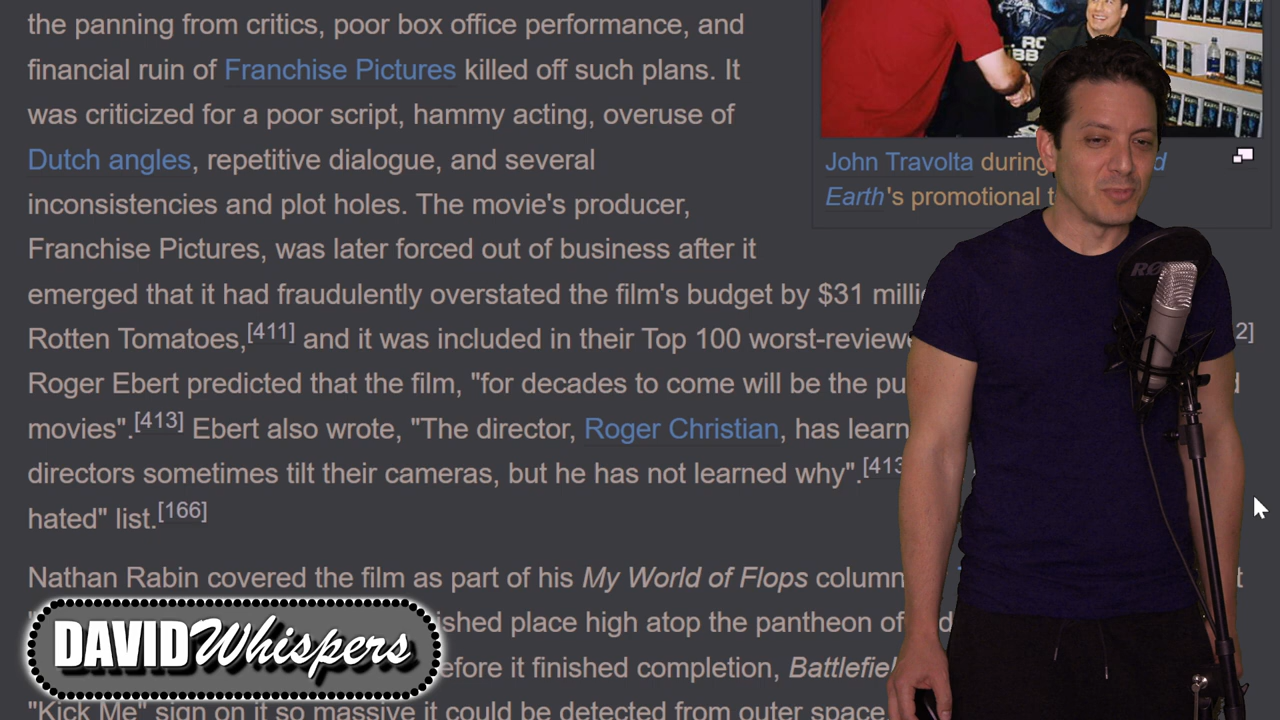 the panning from critics, poor box office performance, and
financial ruin of Franchise Pictures killed off such plans. It
was criticized for a poor script, hammy acting, overuse of
Dutch angles, repetitive dialogue, and several
inconsistencies and plot holes. The movie's producer,
Franchise Pictures, was later forced out of business after it
emerged that it had fraudulently overstated the film's budget by $31
Rotten Tomatoes,[411] and it was included in their Top 100
Roger Ebert predicted that the film, "for decades to come will be the
movies".[413] Ebert also wrote, "The director, Roger Christian, has
directors sometimes tilt their cameras, but he has not learned why".
hated" list.[166]
Nathan Rabin covered the film as part of his My World of Flops column
place high atop the pantheon of
it finished completion,
"Kick Me" sign on it so massive it could be detected from outer space
John Travolta during
Earth's promotional
RØDE
DAVID Whispers